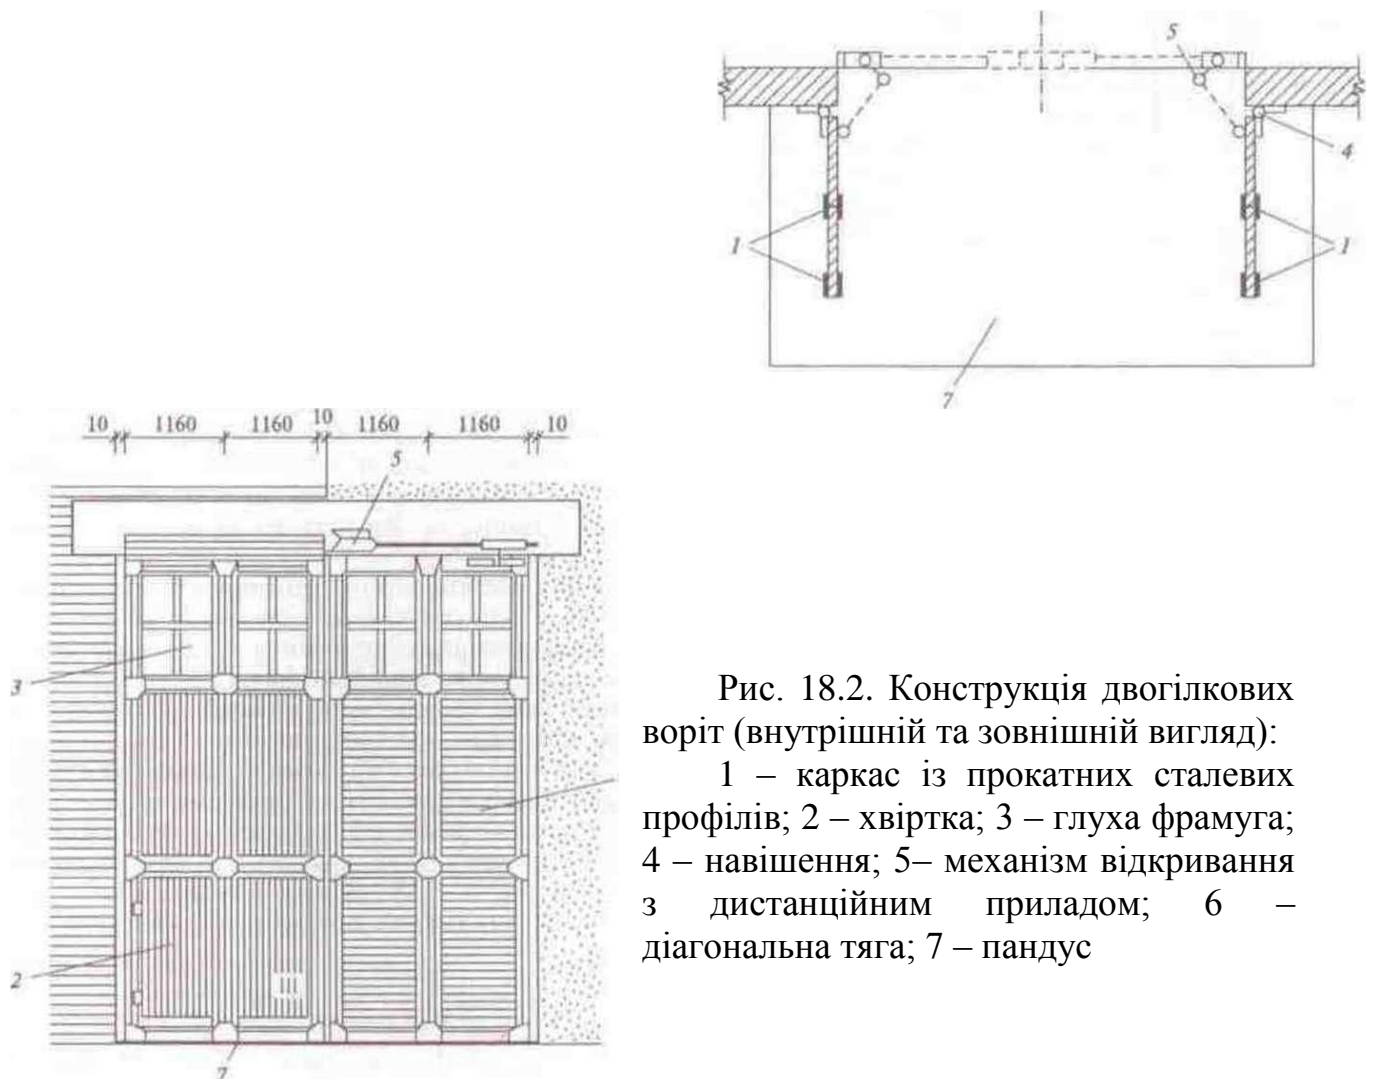 5
4
1
1
7
10 1160 1160 10 1160 1160 10
5
3
2
7
Рис. 18.2. Конструкція двогілкових
воріт (внутрішній та зовнішній вигляд):
1 – каркас із прокатних сталевих
профілів; 2 – хвіртка; 3 – глуха фрамуга;
4 – навішення; 5– механізм відкривання
з дистанційним приладом; 6 –
діагональна тяга; 7 – пандус